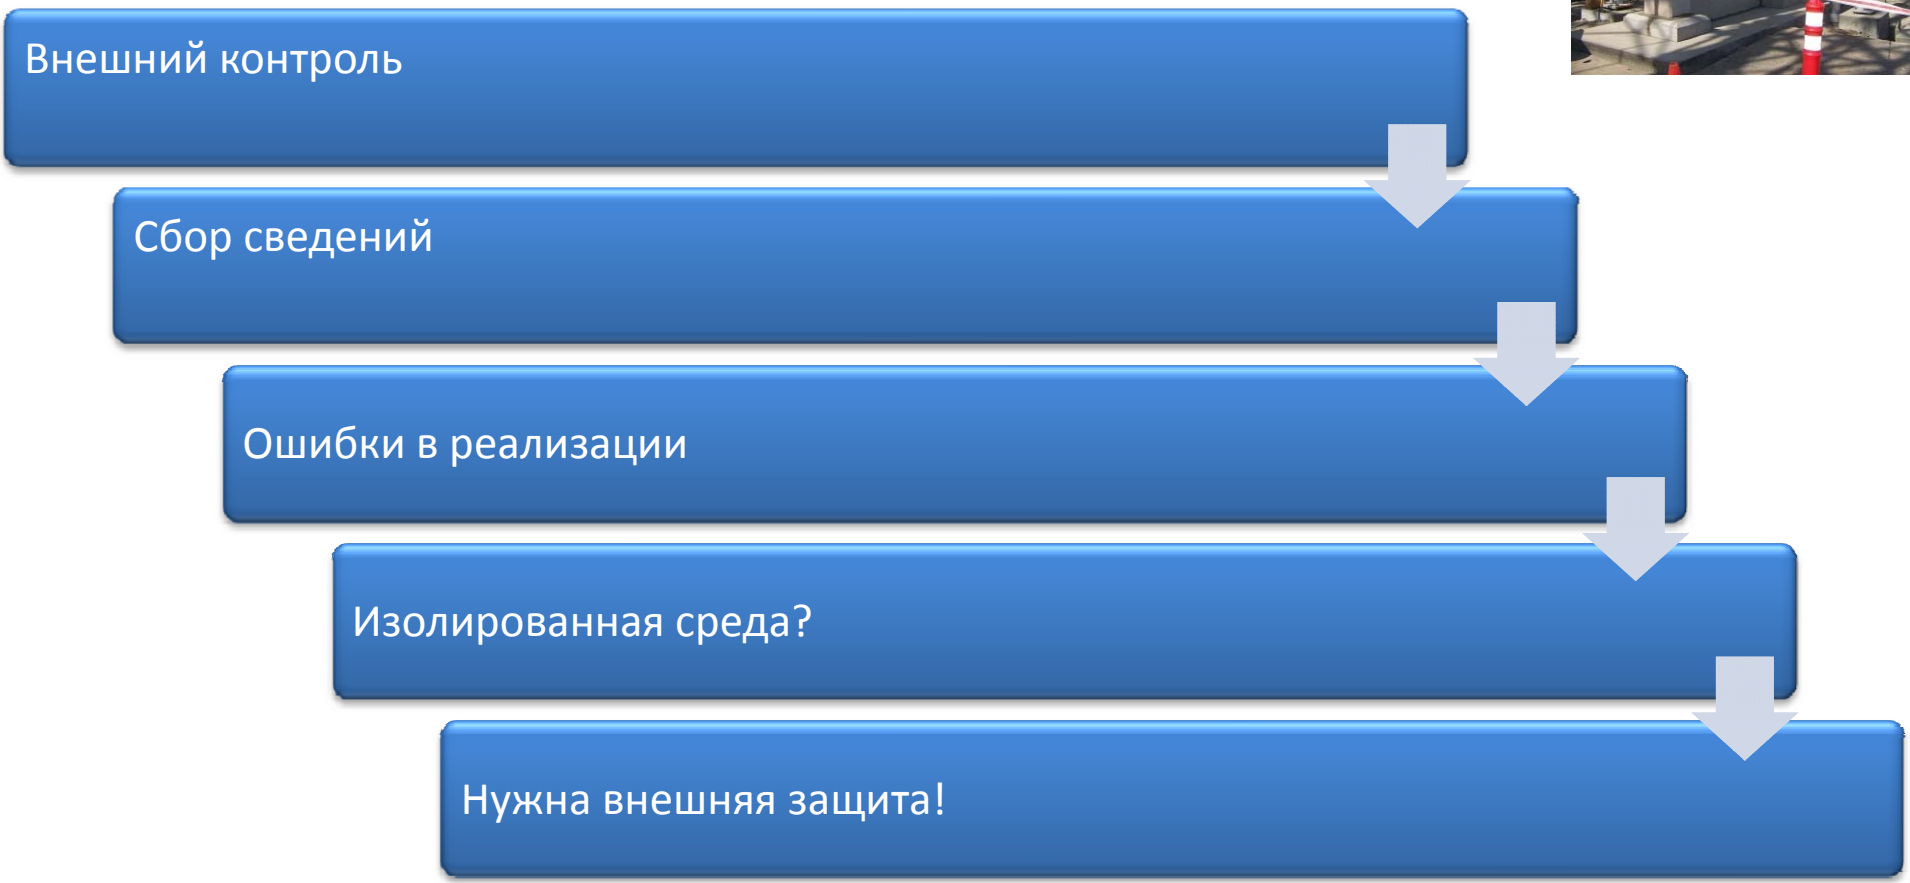 Внешний контроль
Сбор сведений
Ошибки в реализации
Изолированная среда?
Нужна внешняя защита!